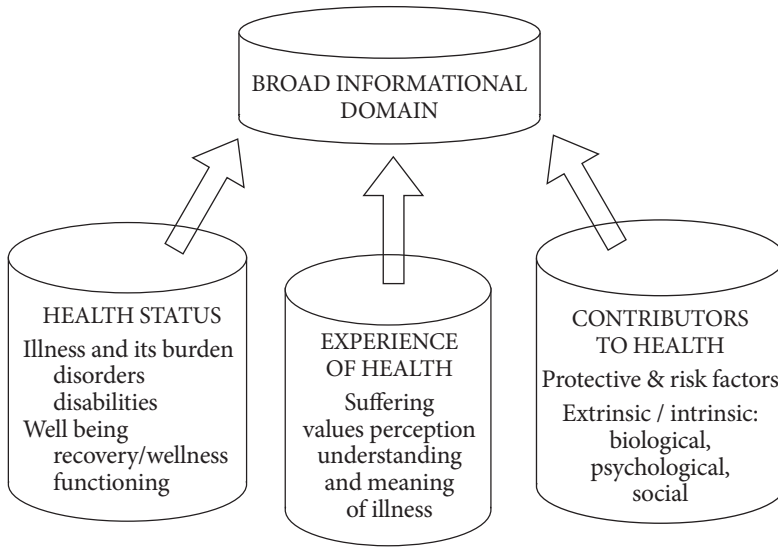 BROAD INFORMATIONAL
DOMAIN
HEALTH STATUS
Illness and its burden
disorders
disabilities
Well being
recovery/wellness
functioning
EXPERIENCE
OF HEALTH
Suffering
values perception
understanding
and meaning
of illness
CONTRIBUTORS
TO HEALTH
Protective & risk factors
Extrinsic / intrinsic:
biological,
psychological,
social